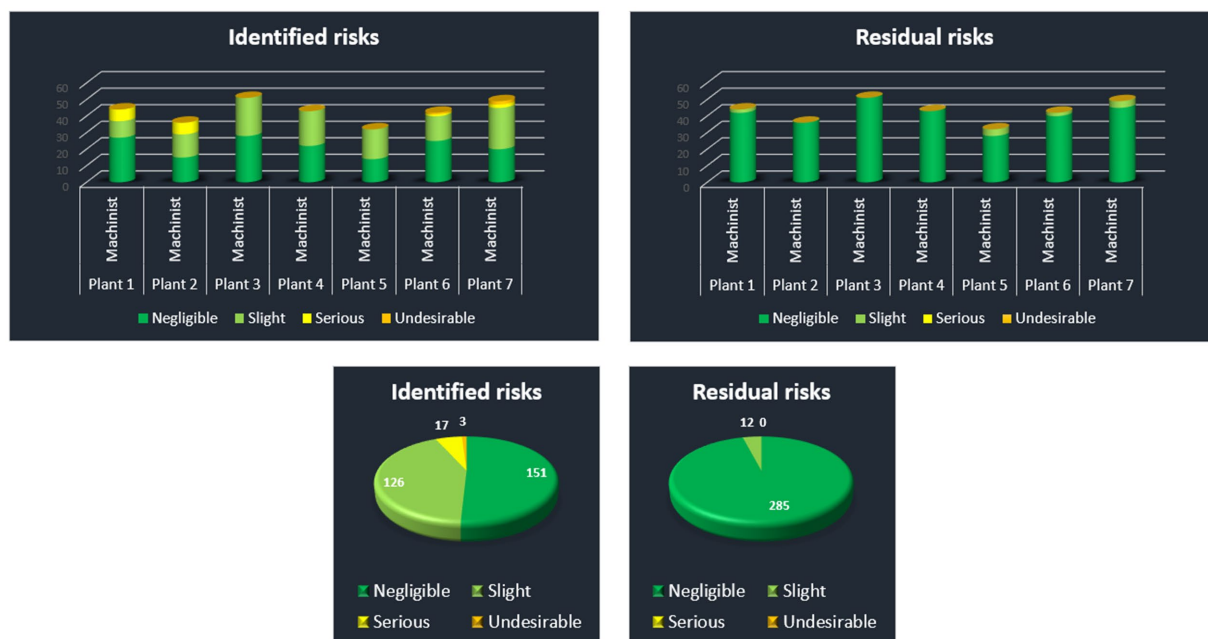 Identified risks
60
50
40
30
20
10
0
Machinist Machinist Machinist Machinist Machinist Machinist Machinist
Plant 1 Plant 2 Plant 3 Plant 4 Plant 5 Plant 6 Plant 7
Negligible Slight Serious Undesirable
Residual risks
60
50
40
30
20
10
0
Machinist Machinist Machinist Machinist Machinist Machinist Machinist
Plant 1 Plant 2 Plant 3 Plant 4 Plant 5 Plant 6 Plant 7
Negligible Slight Serious Undesirable
Identified risks
17 3
126 151
Negligible Slight
Serious Undesirable
Residual risks
12 0
285
Negligible Slight
Serious Undesirable